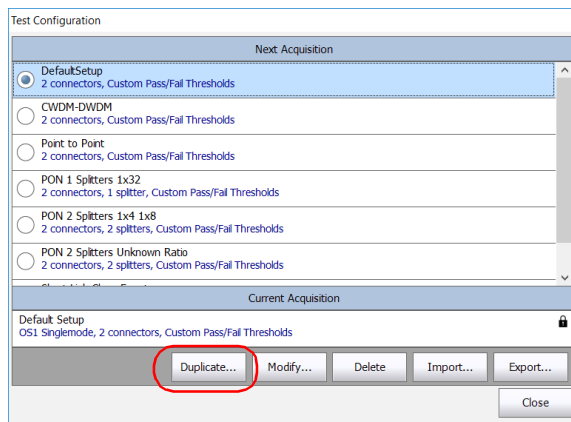 Test Configuration
Next Acquisition
DefaultSetup
2 connectors, Custom Pass/Fail Thresholds
CWDM-DWDM
2 connectors, Custom Pass/Fail Thresholds
Point to Point
2 connectors, Custom Pass/Fail Thresholds
PON 1 Splitters 1x32
2 connectors, 1 splitter, Custom Pass/Fail Thresholds
PON 2 Splitters 1x4 1x8
2 connectors, 2 splitters, Custom Pass/Fail Thresholds
PON 2 Splitters Unknown Ratio
2 connectors, 2 splitters, Custom Pass/Fail Thresholds
Current Acquisition
Default Setup
OS1 Singlemode, 2 connectors, Custom Pass/Fail Thresholds
Duplicate... Modify... Delete Import... Export...
Close